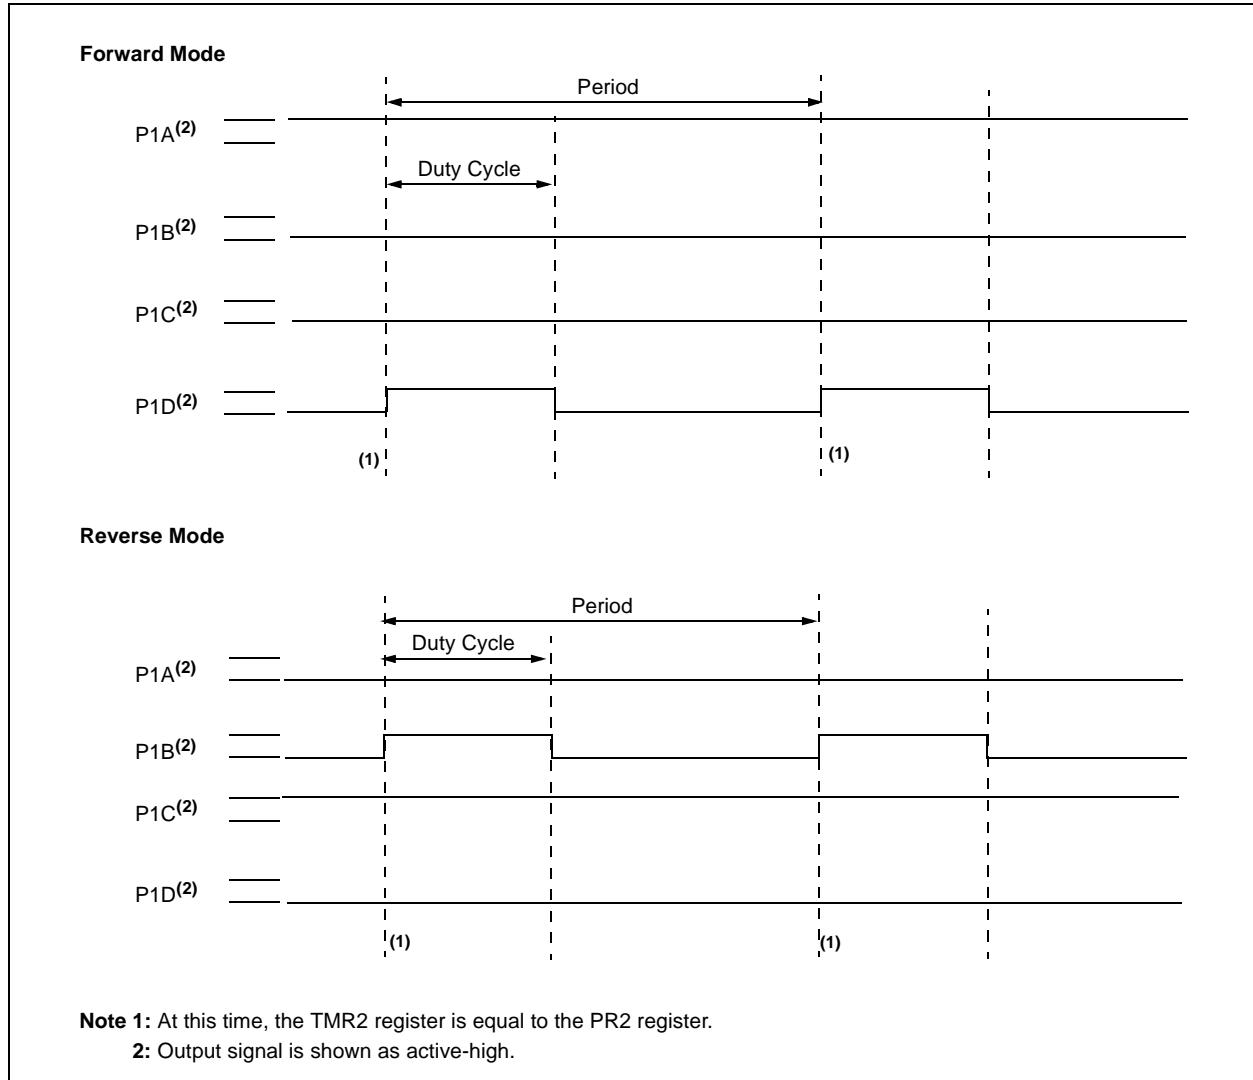 Forward Mode
Period
P1A(2)
Duty Cycle
P1B(2)
P1C(2)
P1D(2)
(1)
(1)
Reverse Mode
Period
Duty Cycle
P1A(2)
P1B(2)
P1C(2)
P1D(2)
(1)
(1)
Note 1: At this time, the TMR2 register is equal to the PR2 register.
2: Output signal is shown as active-high.